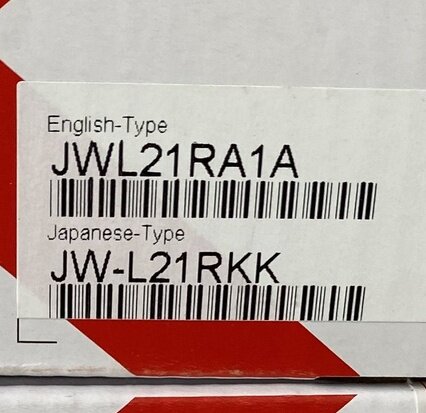 English-Type
JWL21RA1A
Japanese-Type
JW-L21RKK